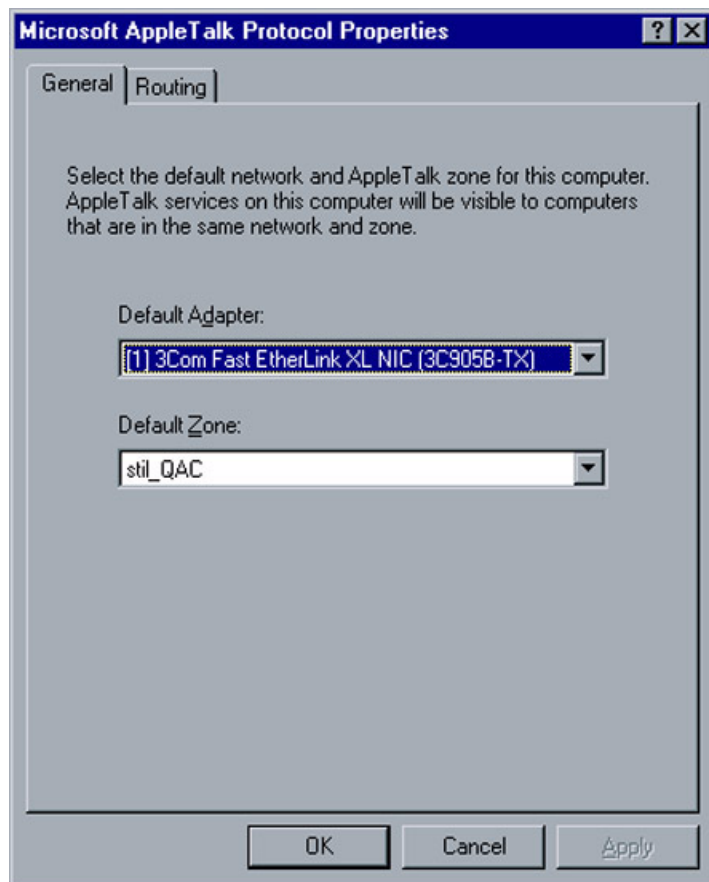 Microsoft AppleTalk Protocol Properties
General
Routing
Select the default network and AppleTalk zone for this computer.
AppleTalk services on this computer will be visible to computers
that are in the same network and zone.
Default Adapter:
[1] 3Com Fast EtherLink XL NIC (3C905B-TX)
Default Zone:
stil_QAC
OK
Cancel
Apply